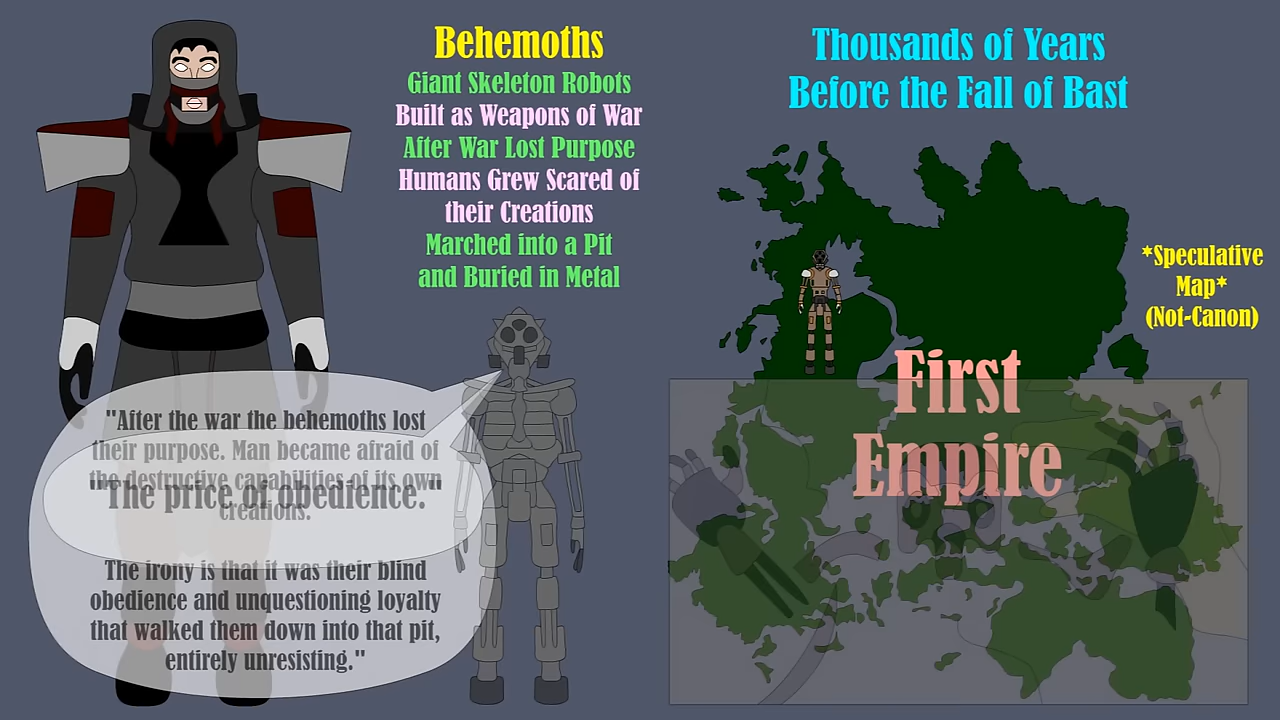 Behemoths
Giant Skeleton Robots
Built as Weapons of War
After War Lost Purpose
Humans Grew Scared of
their Creations
Marched into a Pit
and Buried in Metal
Thousands of Years
Before the Fall of Bast
*Speculative
Map*
(Not-Canon)
First
Empire
"After the war the behemoths lost
their purpose. Man became afraid of
the destructive capabilities of its own
creations.
"The price of obedience."
The irony is that it was their blind
obedience and unquestioning loyalty
that walked them down into that pit,
entirely unresisting."